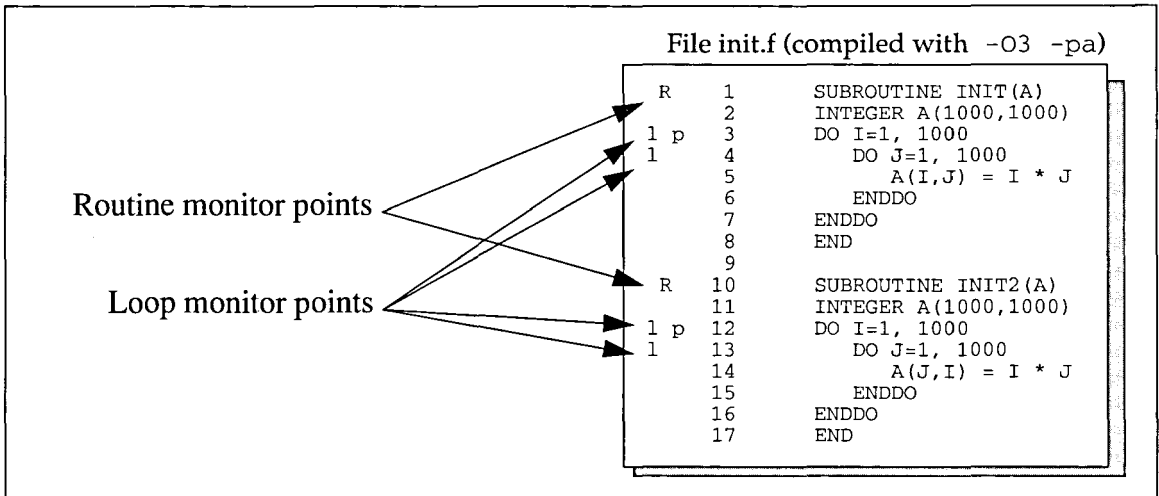 File init.f (compiled with -O3 -pa)
R 1 SUBROUTINE INIT(A)
2 INTEGER A(1000,1000)
l p 3 DO I=1, 1000
l 4 DO J=1, 1000
5 A(I,J) = I * J
6 ENDDO
7 ENDDO
8 END
9
R 10 SUBROUTINE INIT2(A)
11 INTEGER A(1000,1000)
l p 12 DO I=1, 1000
l 13 DO J=1, 1000
14 A(J,I) = I * J
15 ENDDO
16 ENDDO
17 END
Routine monitor points
Loop monitor points